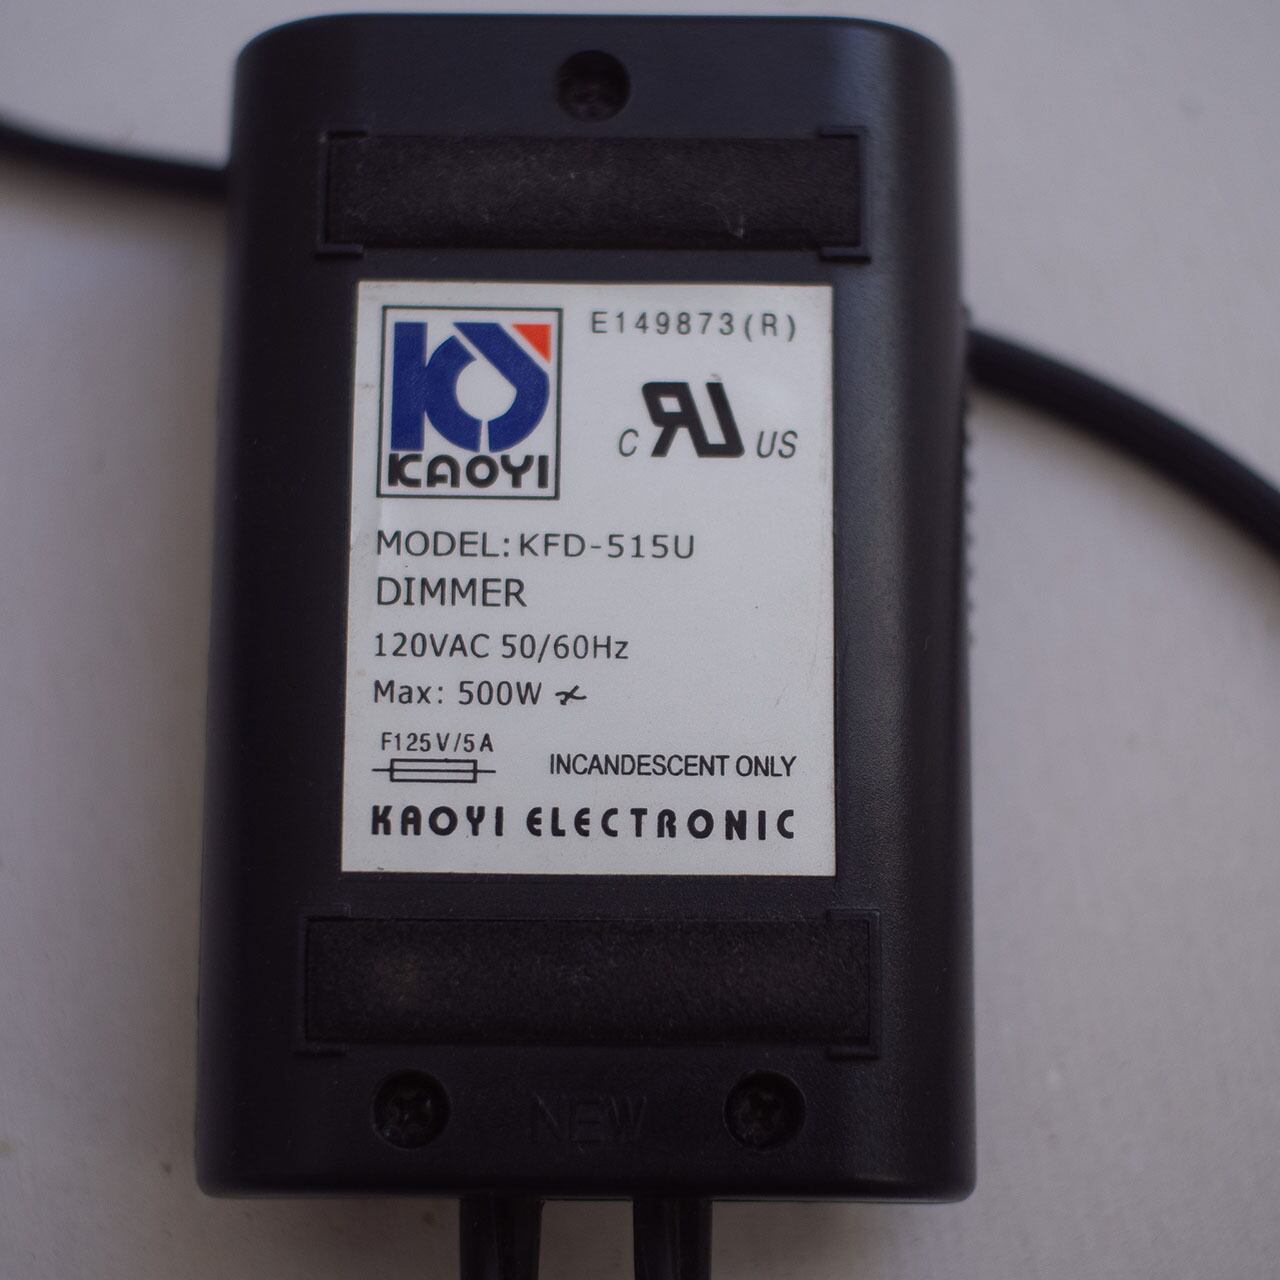 E149873(R)
KAOYI
C RU US
MODEL: KFD-515U
DIMMER
120VAC 50/60Hz
Max: 500W
F125V/5A
INCANDESCENT ONLY
KAOYI ELECTRONIC
NEW